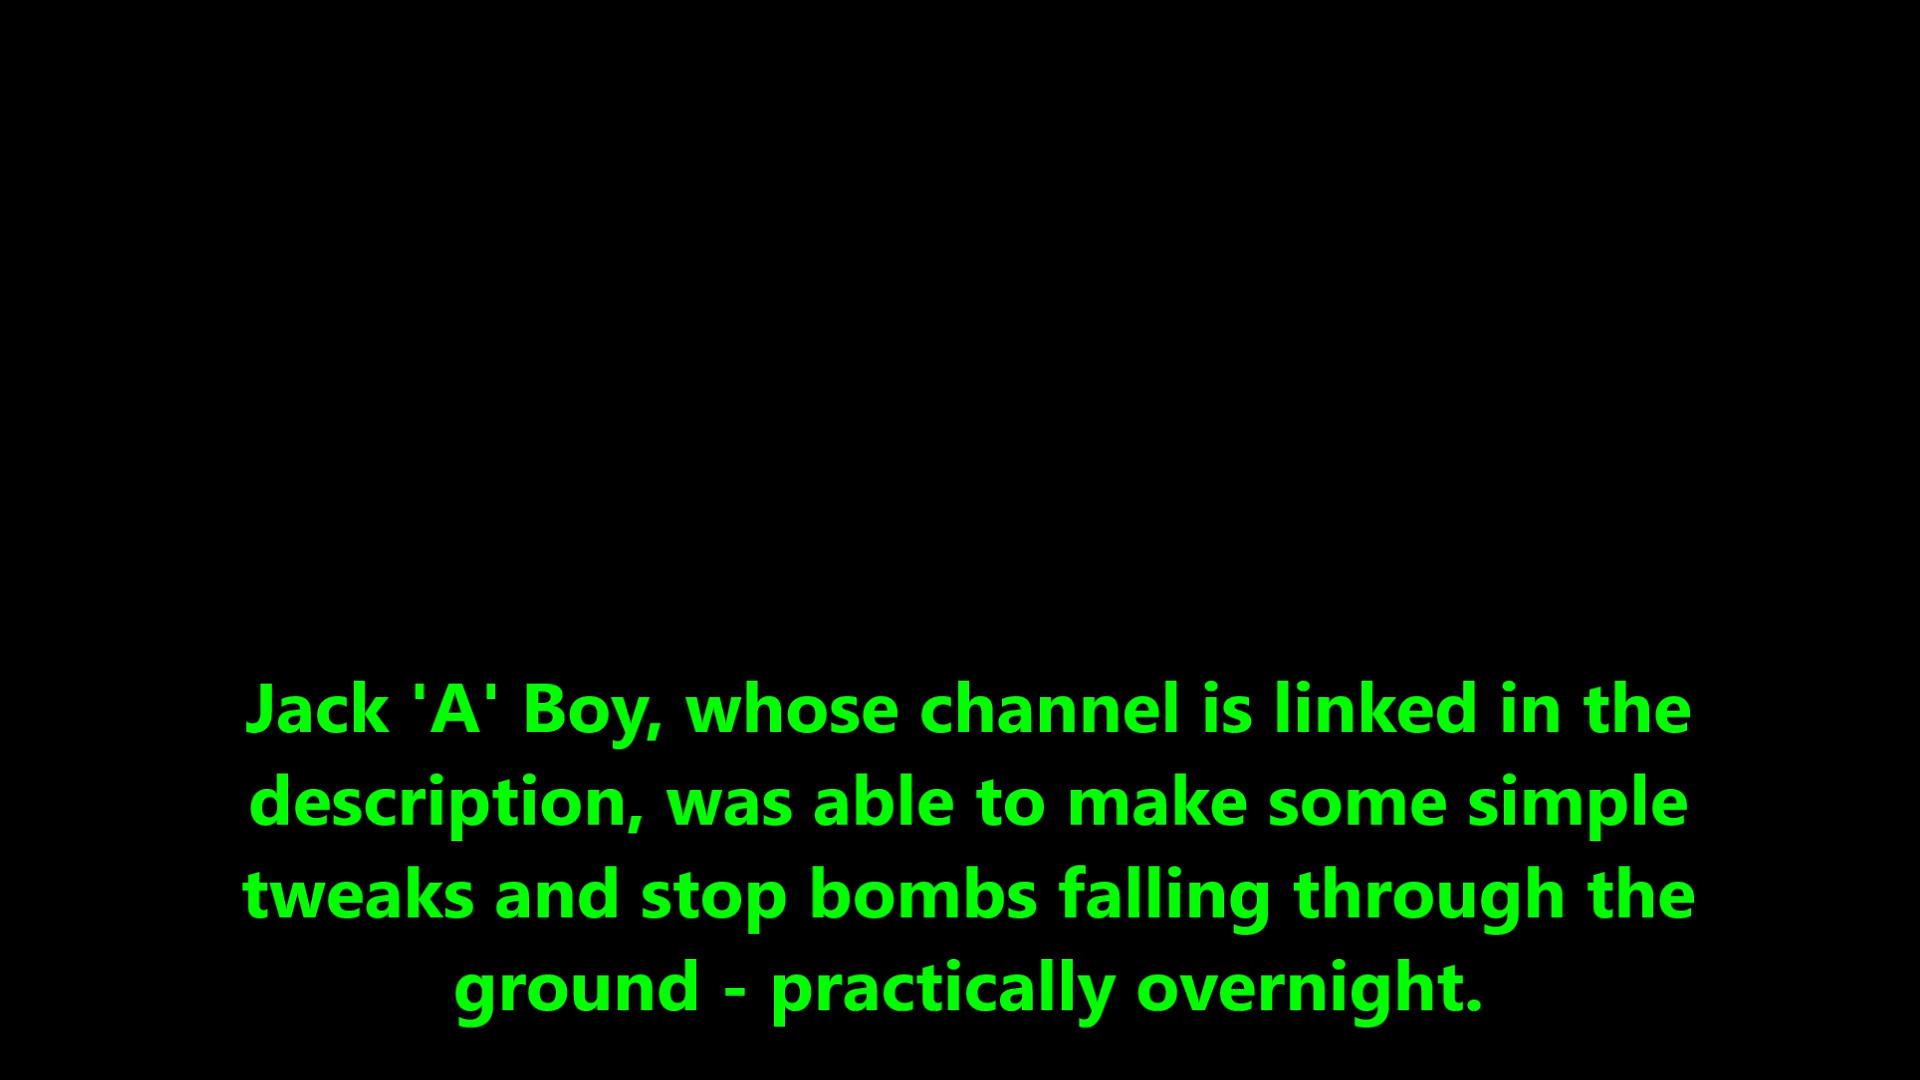 Jack 'A' Boy, whose channel is linked in the
description, was able to make some simple
tweaks and stop bombs falling through the
ground - practically overnight.